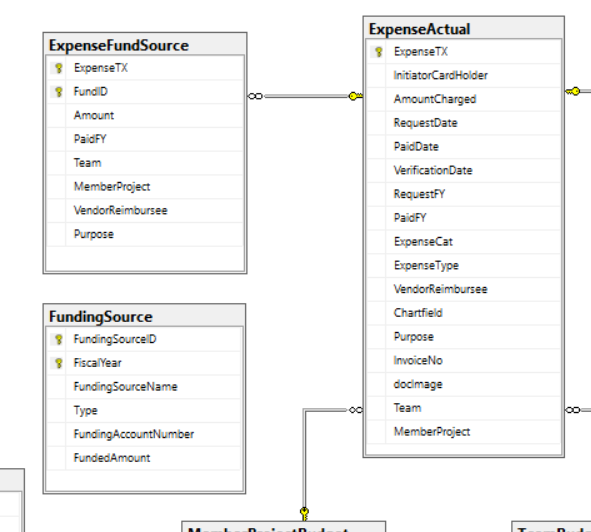 ExpenseFundSource
ExpenseTX
FundID
Amount
PaidFY
Team
MemberProject
VendorReimbursee
Purpose
FundingSource
FundingSourceID
FiscalYear
FundingSourceName
Type
FundingAccountNumber
FundedAmount
ExpenseActual
ExpenseTX
InitiatorCardHolder
AmountCharged
RequestDate
PaidDate
VerificationDate
RequestFY
PaidFY
ExpenseCat
ExpenseType
VendorReimbursee
Chartfield
Purpose
InvoiceNo
docImage
Team
MemberProject
MemberProjectBudget